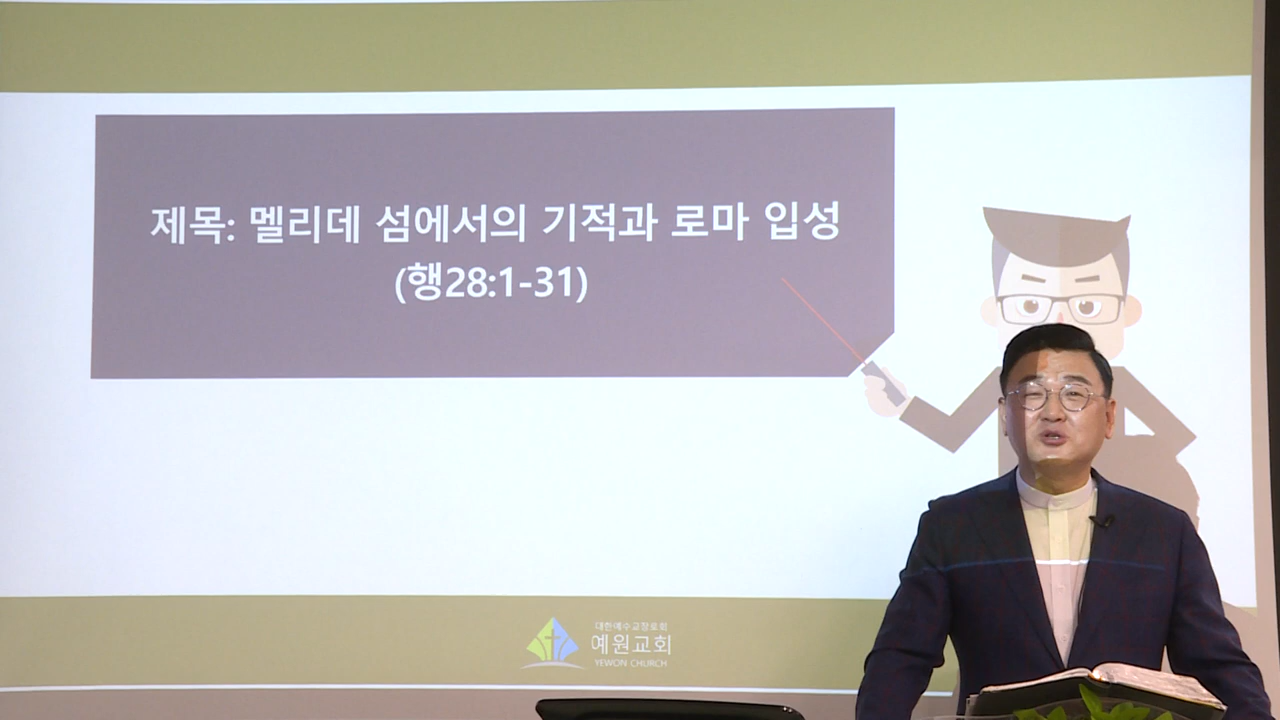 제목: 멜리데 섬에서의 기적과 로마 입성
(행28:1-31)
대한예수교장로회
예원교회
YEWON CHURCH